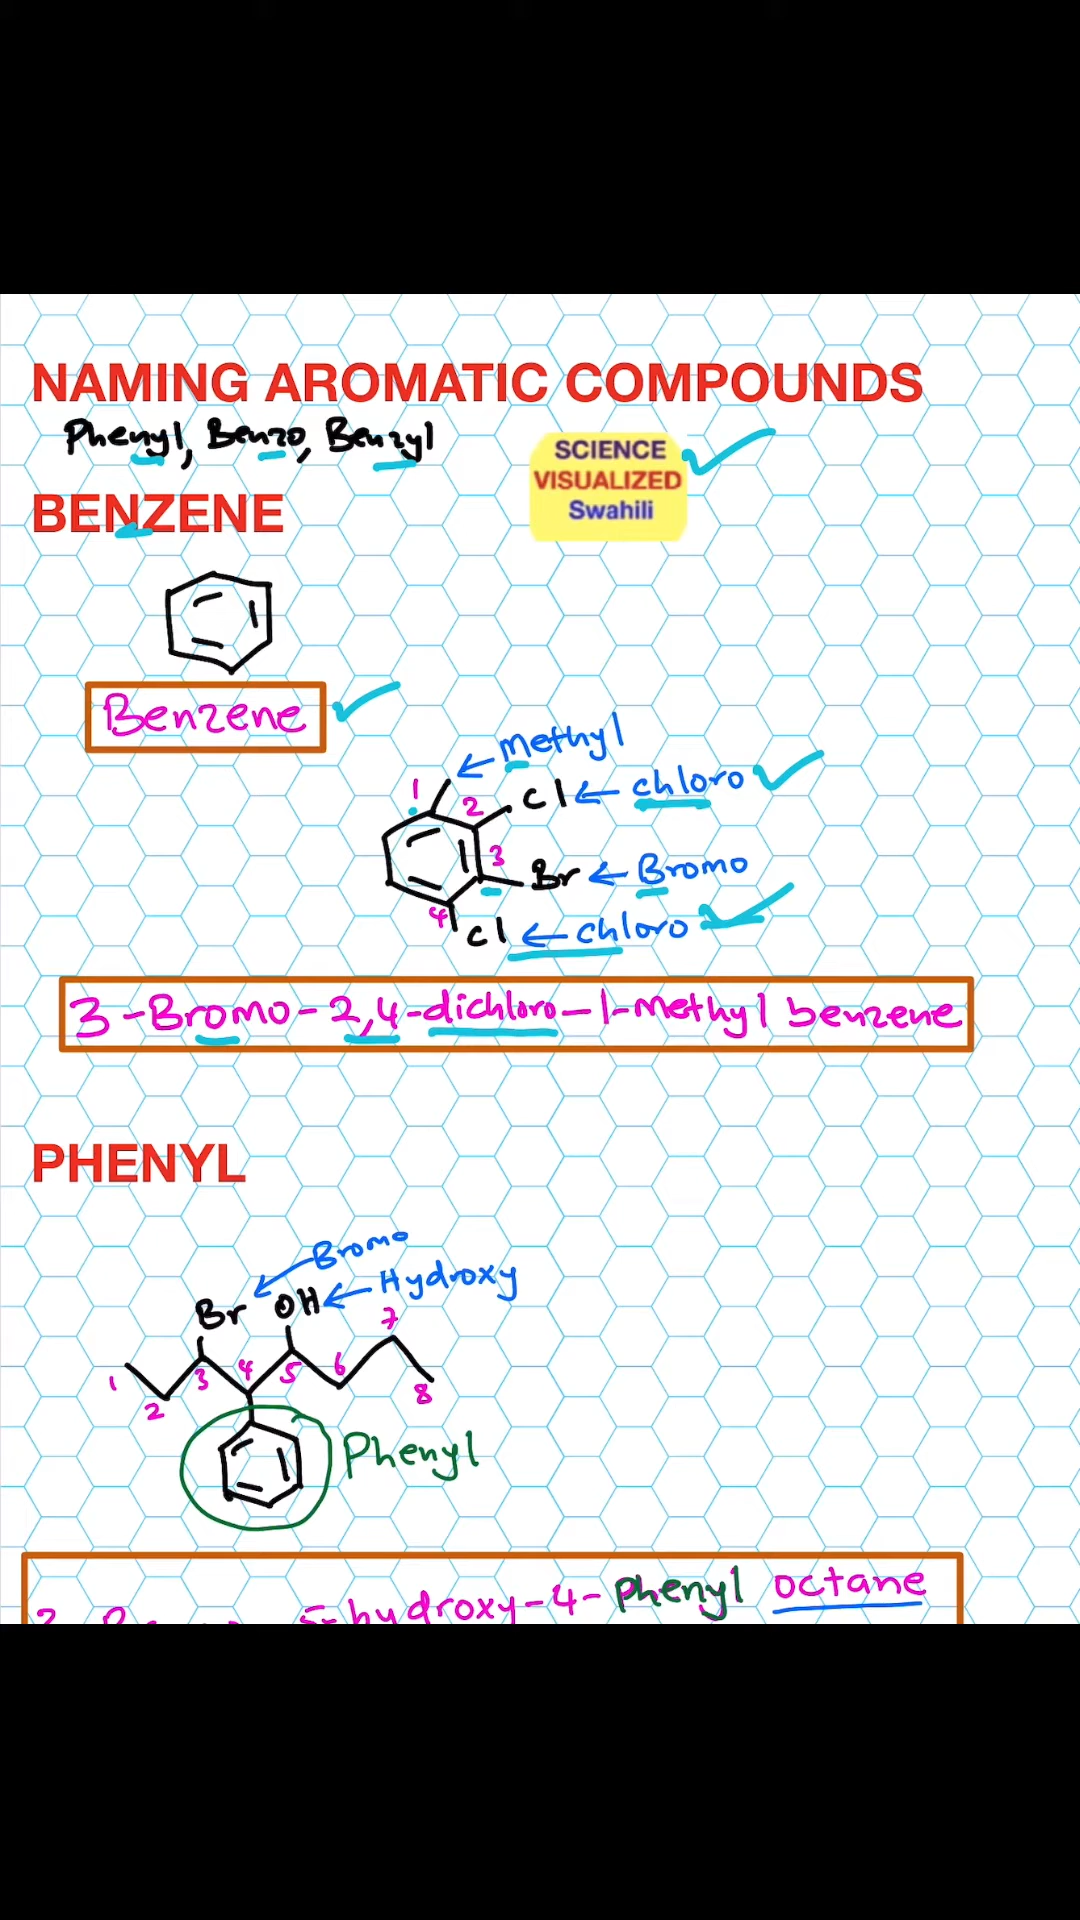 NAMING AROMATIC COMPOUNDS
Phenyl, Benzo, Benzyl
SCIENCE
VISUALIZED
Swahili
BENZENE
Benzene
methyl
1
2
Cl
chloro
3
Br
Bromo
4
Cl
chloro
3-Bromo-2,4-dichloro-1-methyl benzene
PHENYL
Bromo
Hydroxy
Br OH
7
1 2 3 4 5 6 8
Phenyl
5-hydroxy-4-phenyl octane